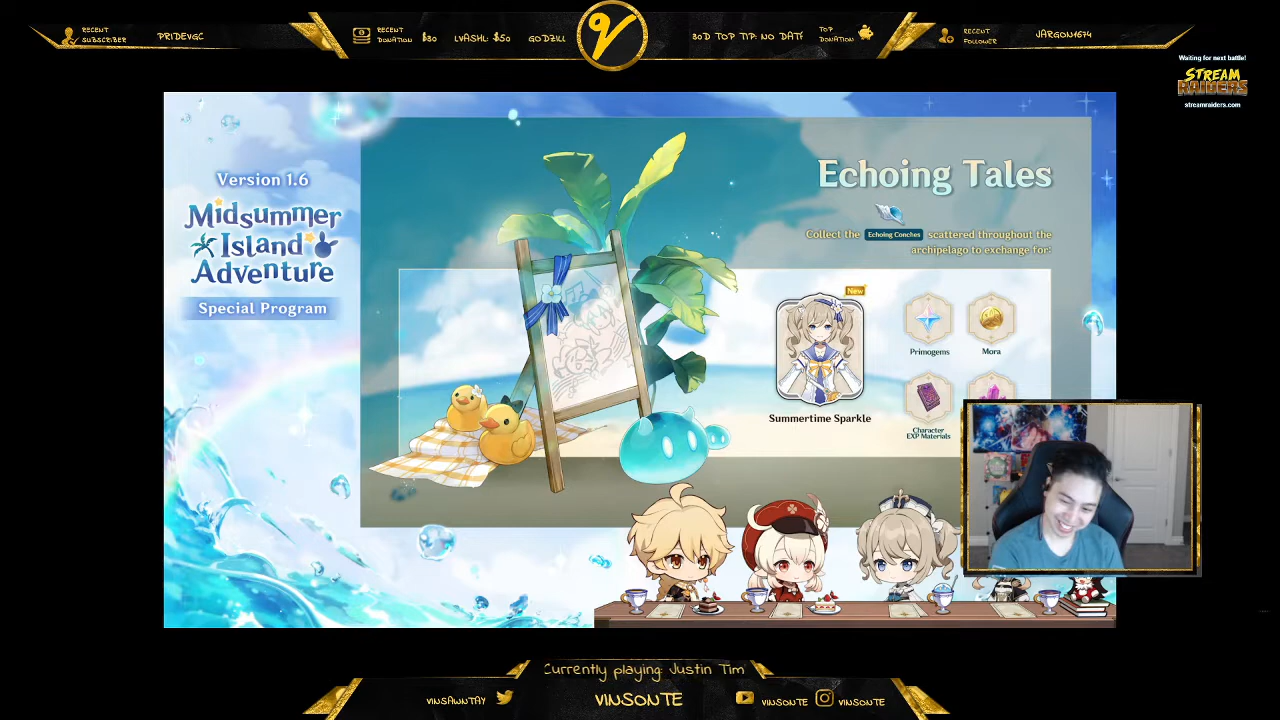 RECENT
SUBSCRIBER
PRIDEVGC
RECENT
DONATION
$30
LVASHL: $50
GODZILL
30D TOP TIP: NO DAT
TOP
DONATION
RECENT
FOLLOWER
JARGON1674
Waiting for next battle!
STREAM
RAIDERS
streamraiders.com
Version 1.6
Midsummer
Island
Adventure
Special Program
Echoing Tales
Collect the Echoing Conches scattered throughout the
archipelago to exchange for:
New
Summertime Sparkle
Primogems
Mora
Character
EXP Materials
Currently playing: Justin Tim
VINSAWNTAY
VINSONTE
VINSONTE
VINSONTE